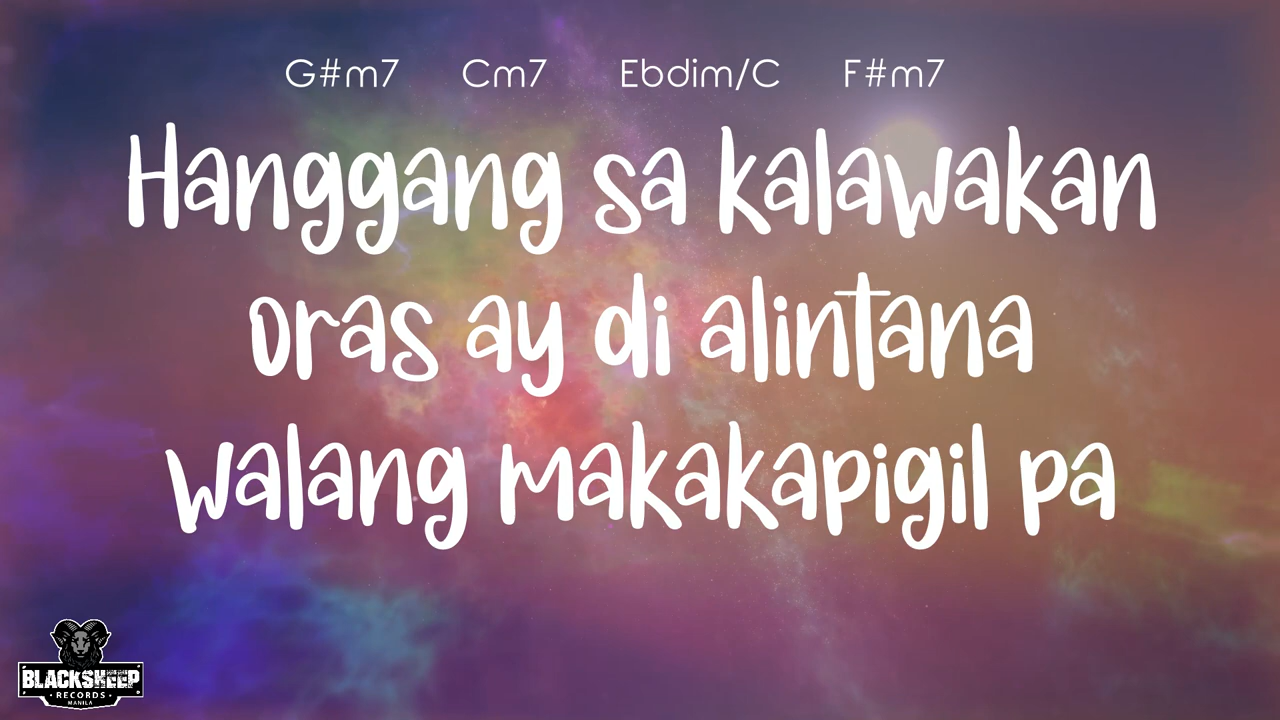 G#m7 Cm7 Ebdim/C F#m7
Hanggang sa kalawakan
oras ay di alintana
walang makakapigil pa
BLACKSHEEP
RECORDS
MANILA